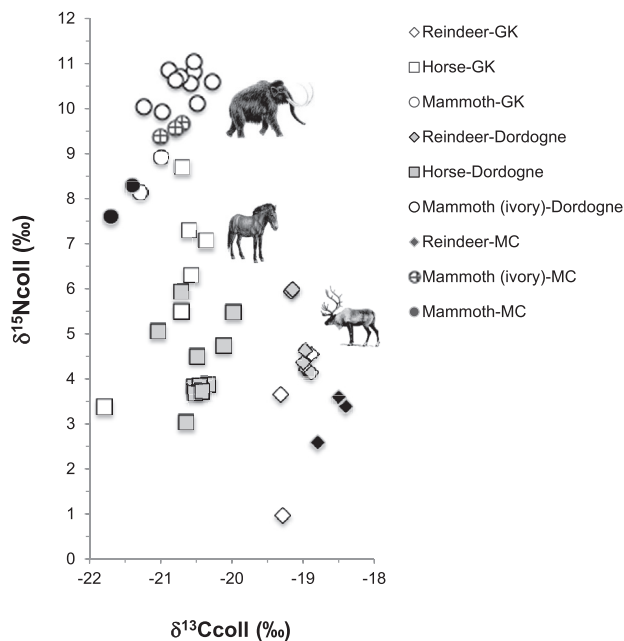 12
11
10
9
8
7
6
5
4
3
2
1
0
δ¹⁵Ncoll (‰)
-22
-21
-20
-19
-18
δ¹³Ccoll (‰)
Reindeer-GK
Horse-GK
Mammoth-GK
Reindeer-Dordogne
Horse-Dordogne
Mammoth (ivory)-Dordogne
Reindeer-MC
Mammoth (ivory)-MC
Mammoth-MC